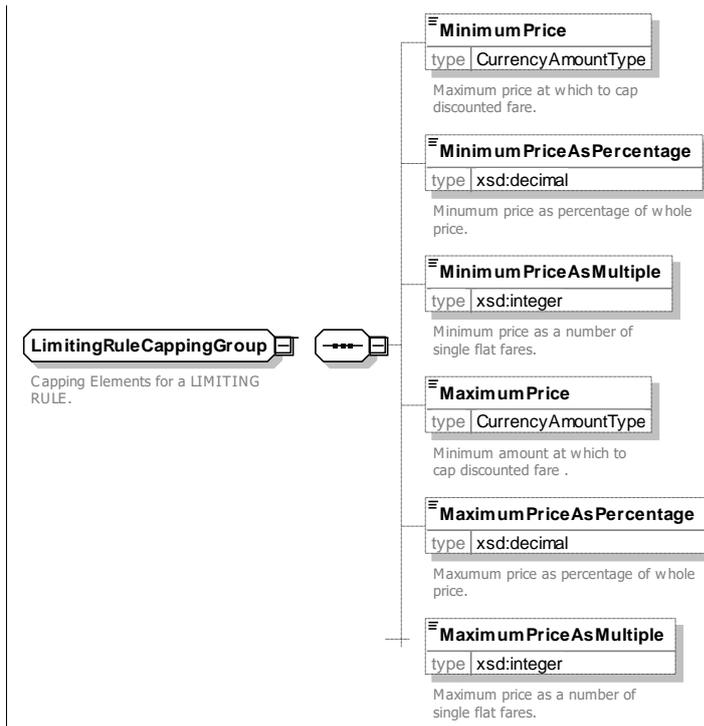 MinimumPrice
type CurrencyAmountType
Maximum price at which to cap
discounted fare.
MinimumPriceAsPercentage
type xsd:decimal
Minumum price as percentage of whole
price.
MinimumPriceAsMultiple
type xsd:integer
Minimum price as a number of
single flat fares.
LimitingRuleCappingGroup
Capping Elements for a LIMITING
RULE.
MaximumPrice
type CurrencyAmountType
Minimum amount at which to
cap discounted fare .
MaximumPriceAsPercentage
type xsd:decimal
Maxumum price as percentage of whole
price.
MaximumPriceAsMultiple
type xsd:integer
Maximum price as a number of
single flat fares.